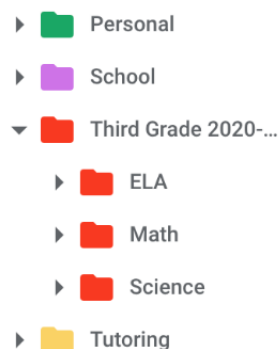 Personal
School
Third Grade 2020-...
ELA
Math
Science
Tutoring